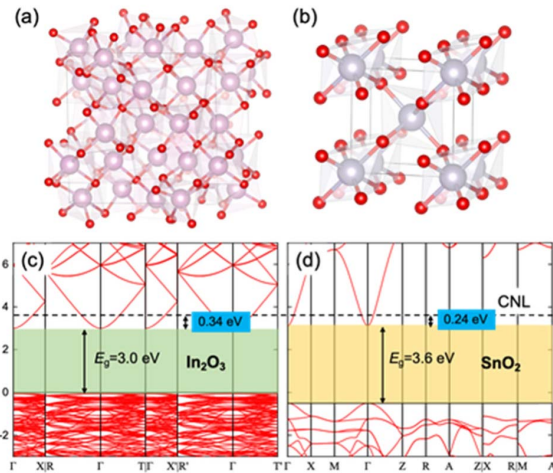 (a) (b)
(c) (d)
6
CNL
4
0.34 eV 0.24 eV
2
Eg=3.0 eV In2O3 Eg=3.6 eV SnO2
0
-2
Γ X|R Γ T|Γ X'|R' Γ T' Γ X M Γ Z R A Z|X R|M A